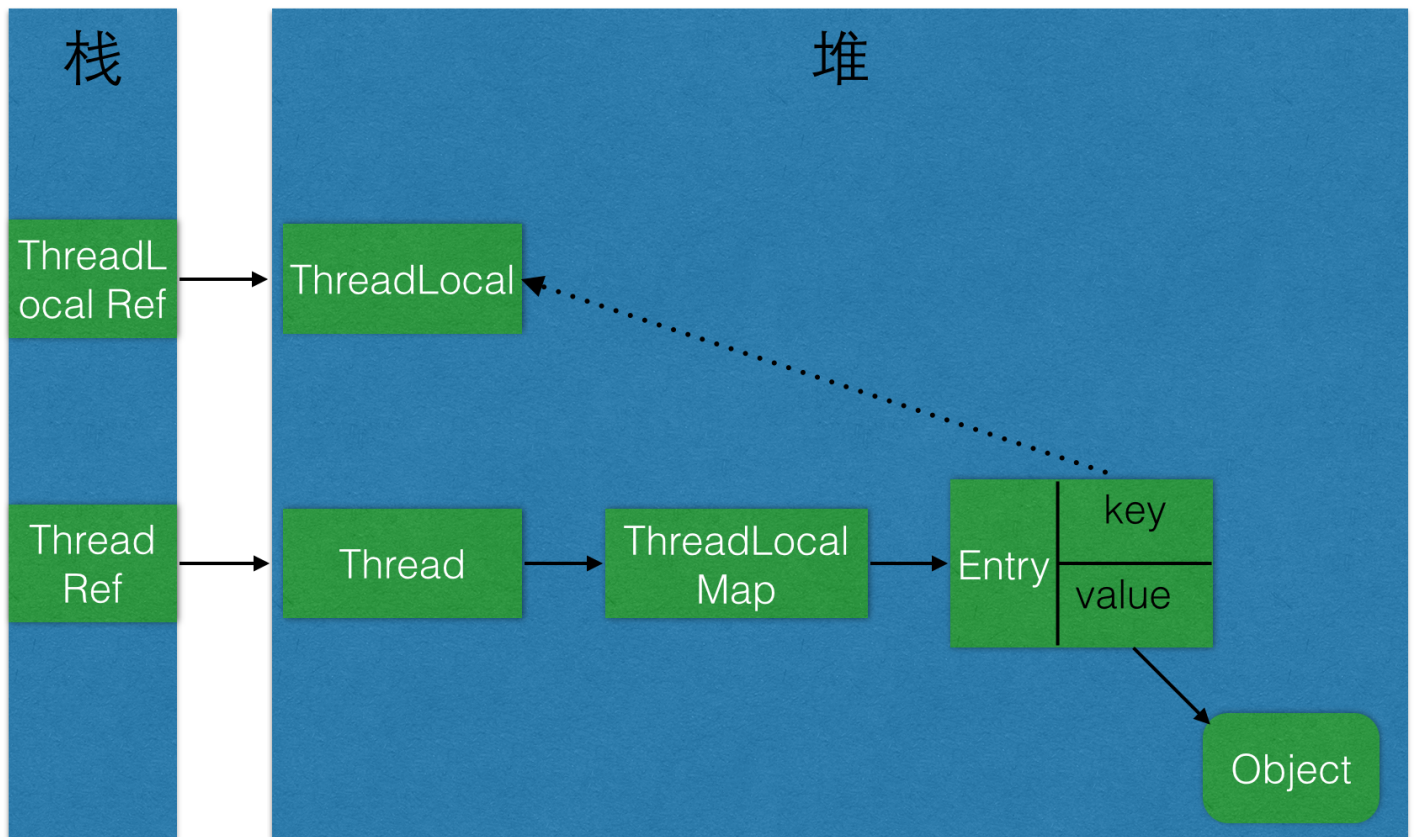 栈
堆
ThreadL
ocal Ref
ThreadLocal
Thread
Ref
Thread
ThreadLocal
Map
Entry
key
value
Object